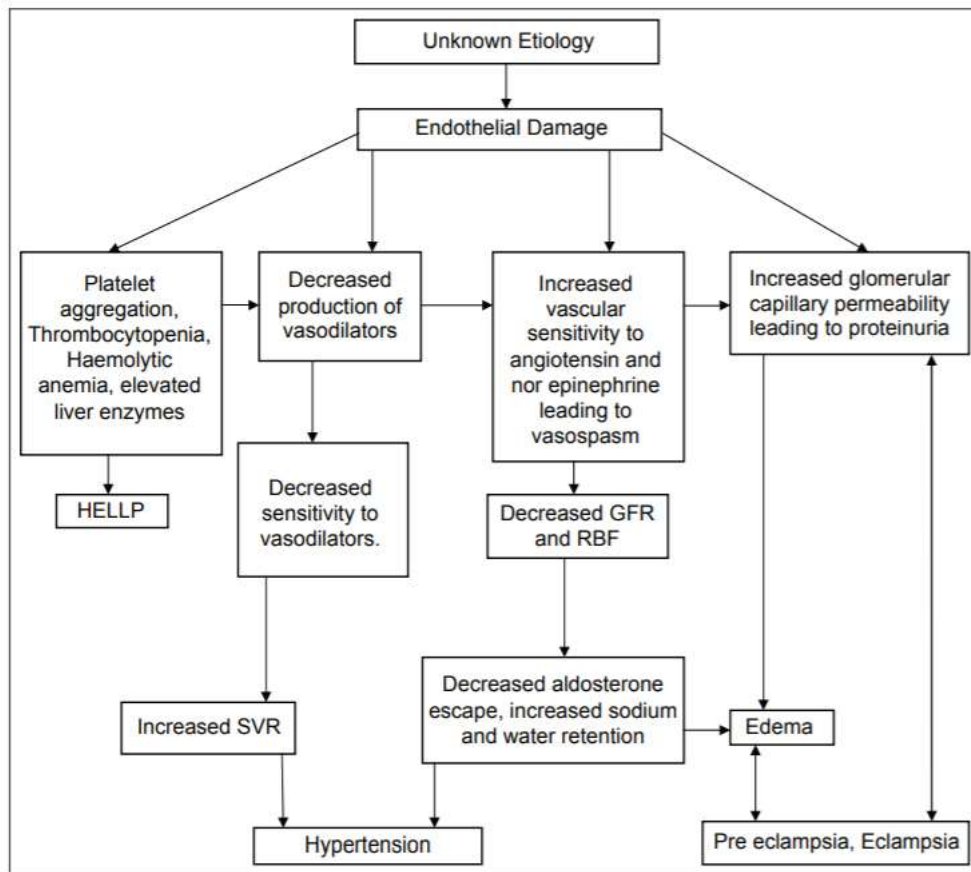 Unknown Etiology
Endothelial Damage
Platelet
aggregation,
Thrombocytopenia,
Haemolytic
anemia, elevated
liver enzymes
Decreased
production of
vasodilators
Increased
vascular
sensitivity to
angiotensin and
nor epinephrine
leading to
vasospasm
Increased glomerular
capillary permeability
leading to proteinuria
HELLP
Decreased
sensitivity to
vasodilators.
Decreased GFR
and RBF
Increased SVR
Decreased aldosterone
escape, increased sodium
and water retention
Edema
Hypertension
Pre eclampsia, Eclampsia